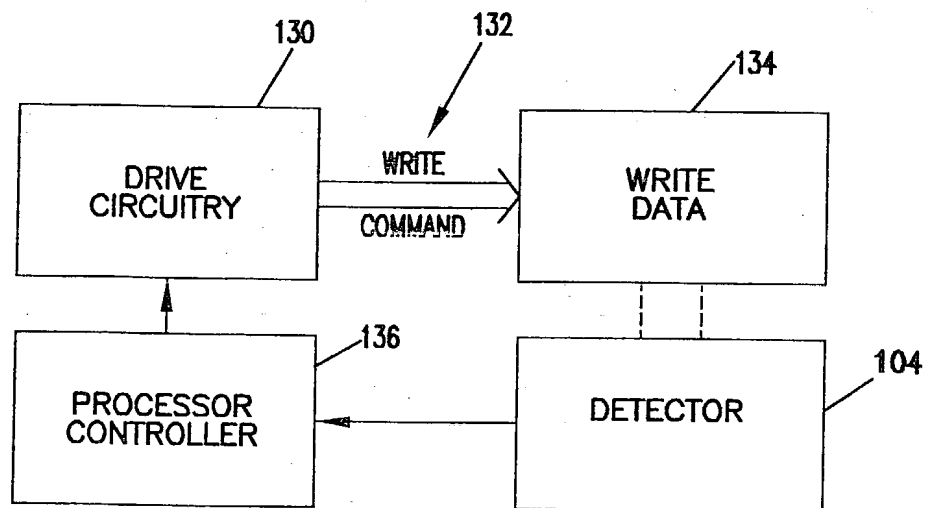 130
132
134
DRIVE
CIRCUITRY
WRITE
COMMAND
WRITE
DATA
136
104
PROCESSOR
CONTROLLER
DETECTOR